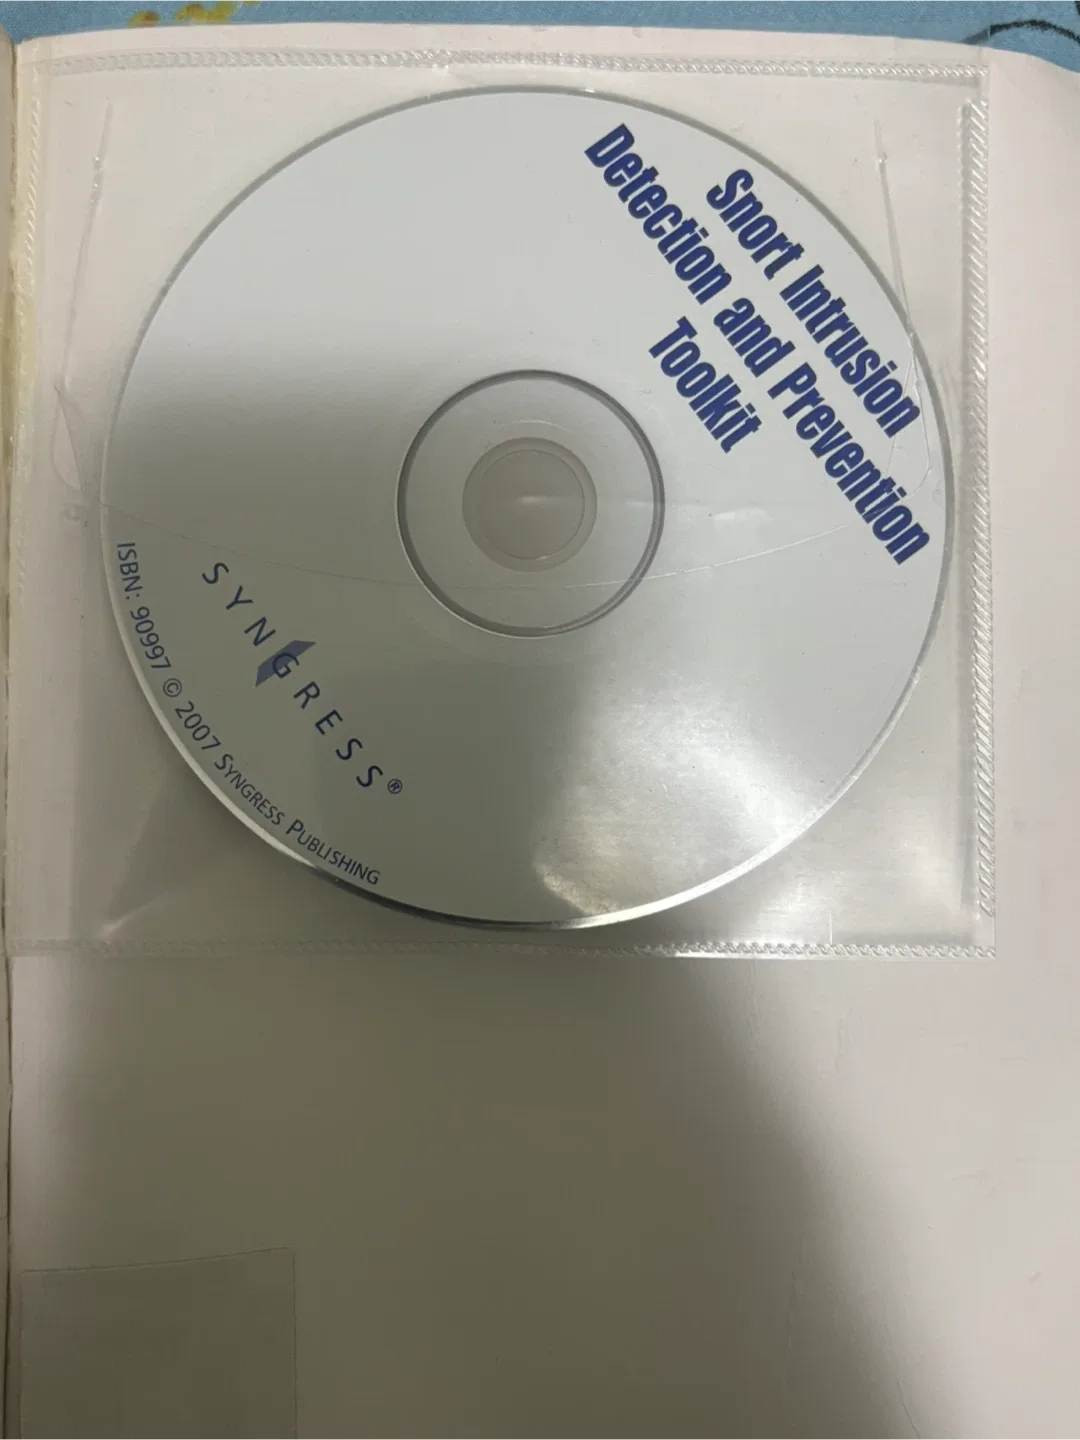 Snort Intrusion
Detection and Prevention
Toolkit
SYNGRESS®
ISBN: 90997 © 2007 SYNGRESS PUBLISHING